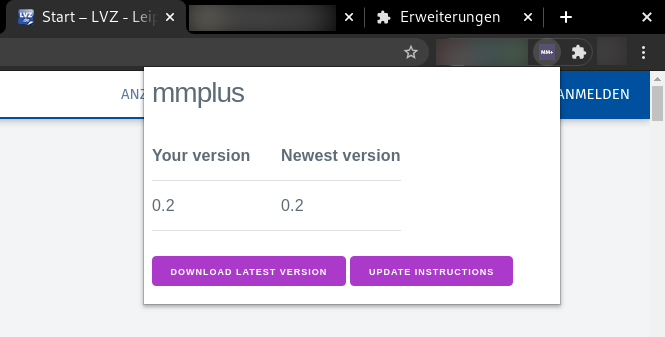 LVZ Start – LVZ - Leip
Erweiterungen
MM+
ANZ
ANMELDEN
mmplus
Your version Newest version
0.2 0.2
DOWNLOAD LATEST VERSION UPDATE INSTRUCTIONS